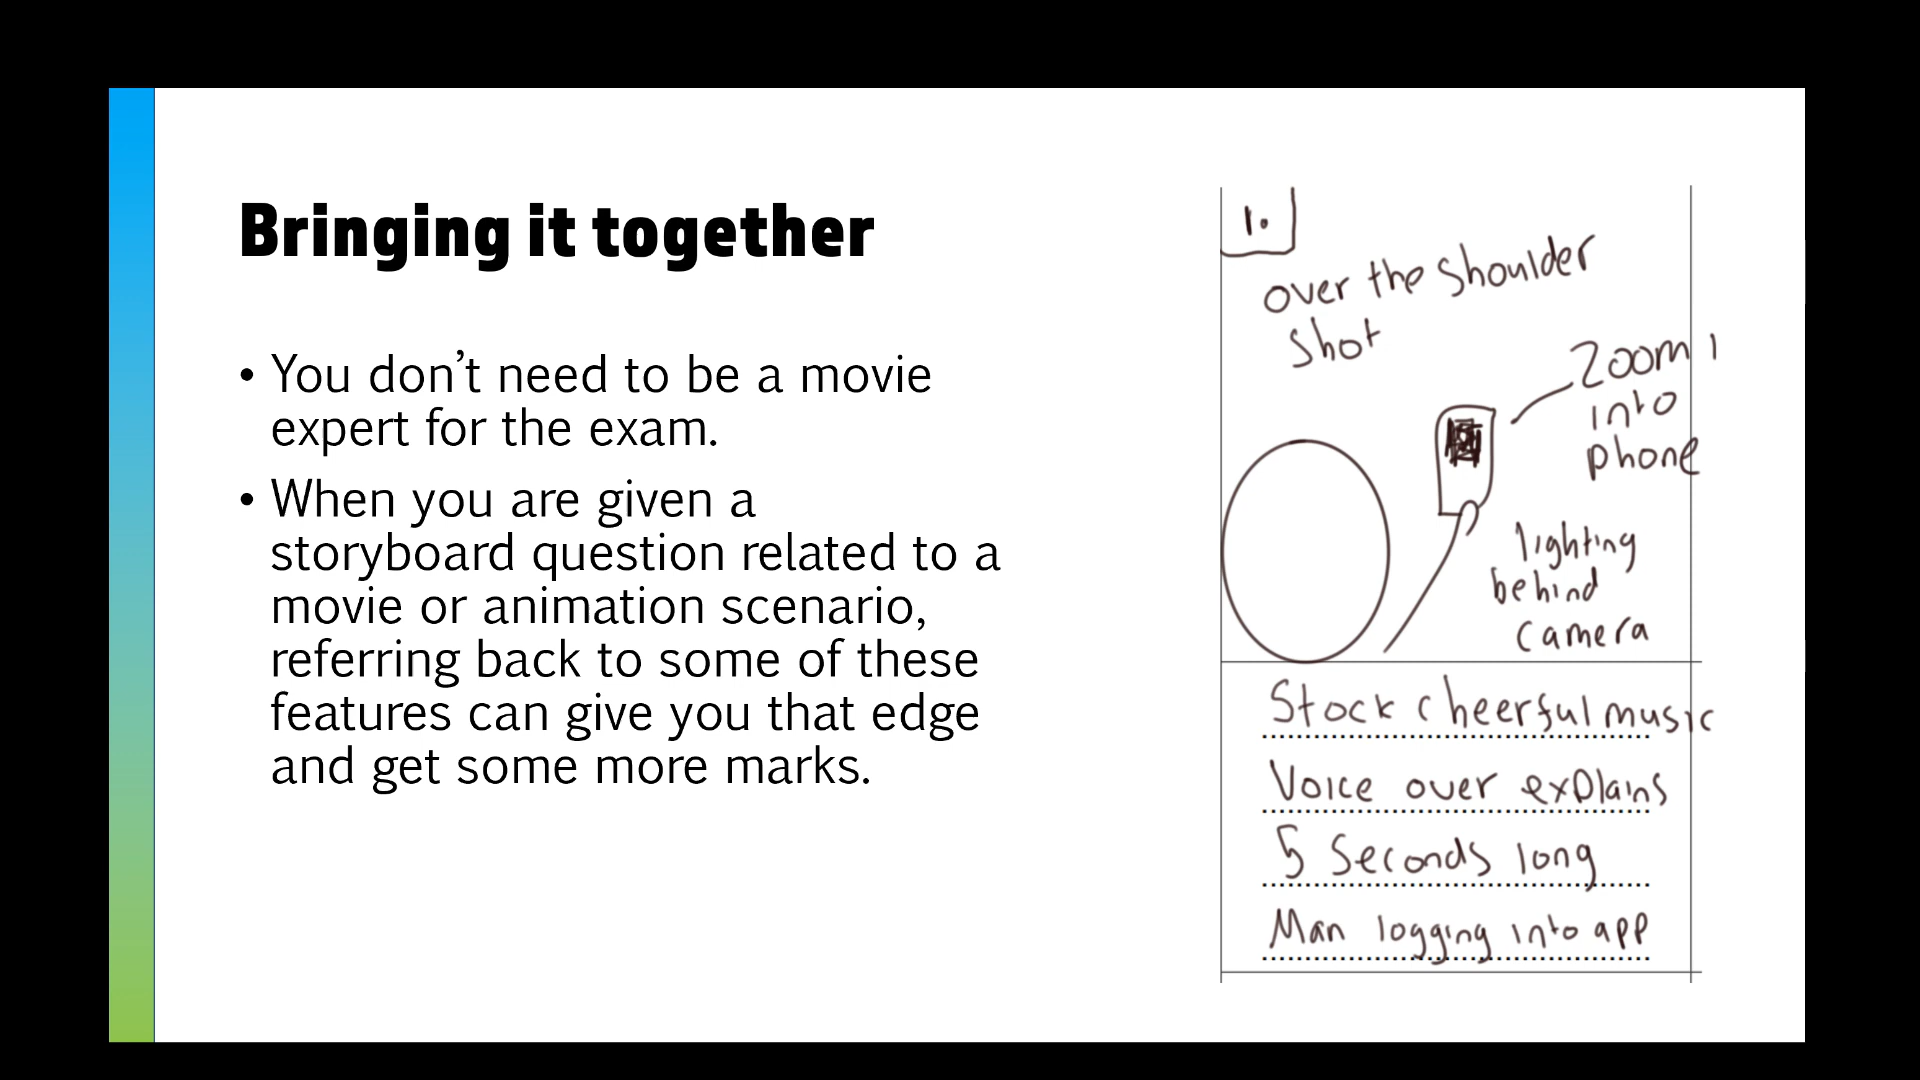 Bringing it together
• You don’t need to be a movie
expert for the exam.
• When you are given a
storyboard question related to a
movie or animation scenario,
referring back to some of these
features can give you that edge
and get some more marks.
1.
over the shoulder
shot
Zoom
into
phone
lighting
behind
camera
Stock cheerful music
Voice over explains
5 Seconds long
Man logging into app